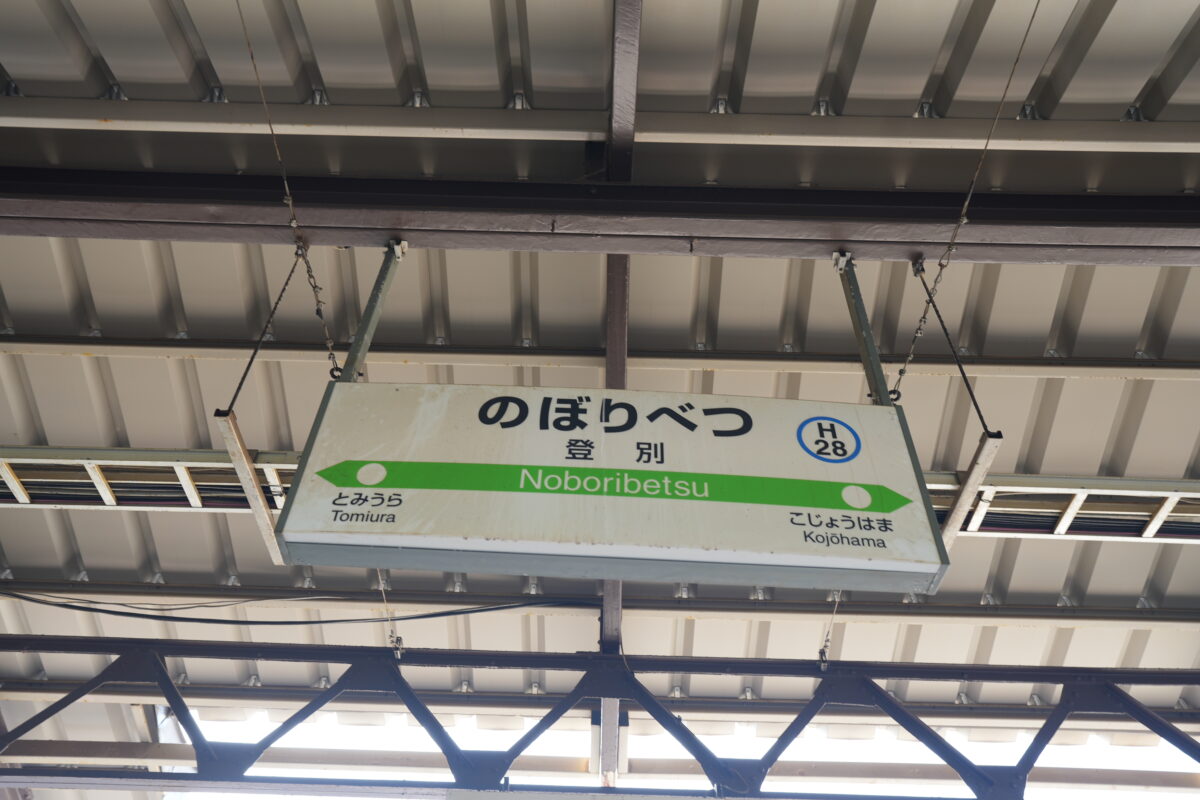 のぼりべつ
H
28
登別
Noboribetsu
とみうら
Tomiura
こじょうはま
Kojōhama